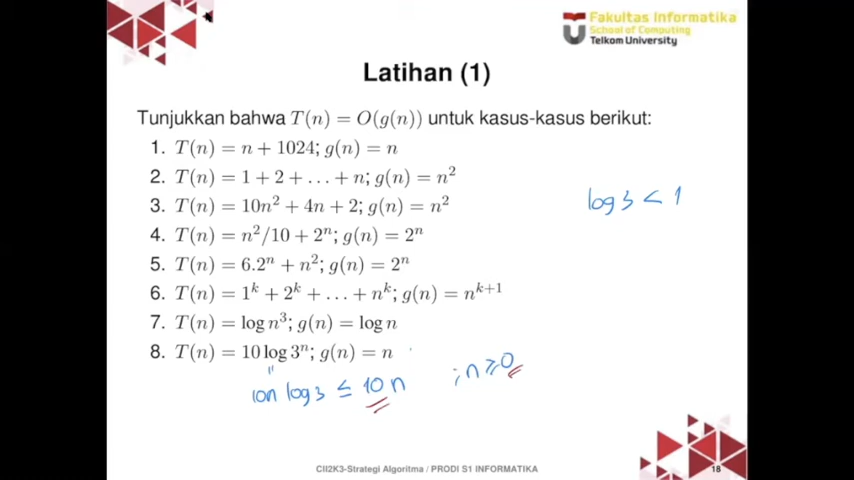 Fakultas Informatika
School of Computing
Telkom University
Latihan (1)
Tunjukkan bahwa T(n) = O(g(n)) untuk kasus-kasus berikut:
1. T(n) = n + 1024; g(n) = n
2. T(n) = 1 + 2 + . . . + n; g(n) = n²
3. T(n) = 10n² + 4n + 2; g(n) = n²
log 3 < 1
4. T(n) = n²/10 + 2ⁿ; g(n) = 2ⁿ
5. T(n) = 6.2ⁿ + n²; g(n) = 2ⁿ
6. T(n) = 1ᵏ + 2ᵏ + . . . + nᵏ; g(n) = nᵏ⁺¹
7. T(n) = log n³; g(n) = log n
8. T(n) = 10 log 3ⁿ; g(n) = n
"
10n log 3 ≤ 10 n ; n ≥ 0
CII2K3-Strategi Algoritma / PRODI S1 INFORMATIKA
18